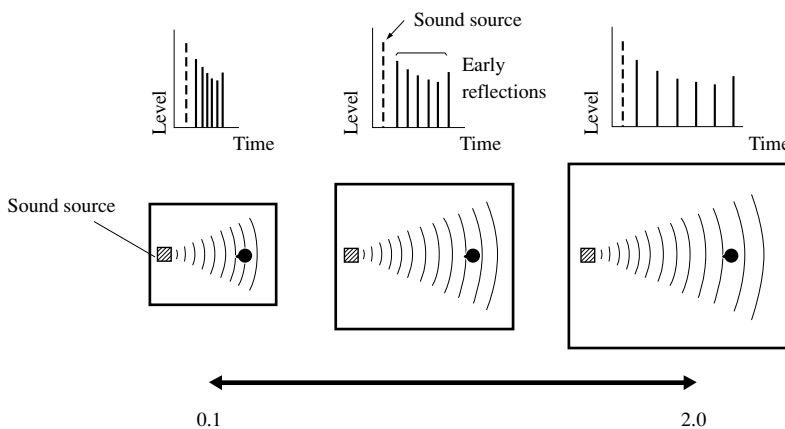 Sound source
Early
reflections
Level
Time
Level
Time
Level
Time
Sound source
0.1
2.0